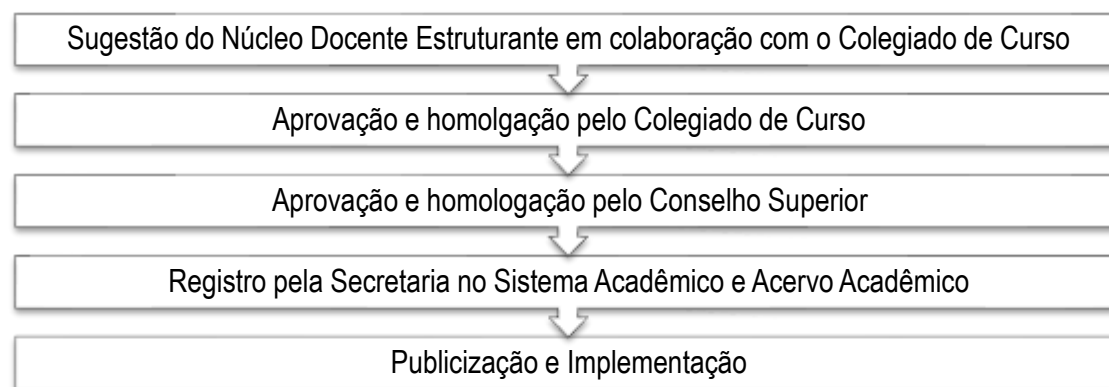 Sugestão do Núcleo Docente Estruturante em colaboração com o Colegiado de Curso
Aprovação e homolgação pelo Colegiado de Curso
Aprovação e homologação pelo Conselho Superior
Registro pela Secretaria no Sistema Acadêmico e Acervo Acadêmico
Publicização e Implementação